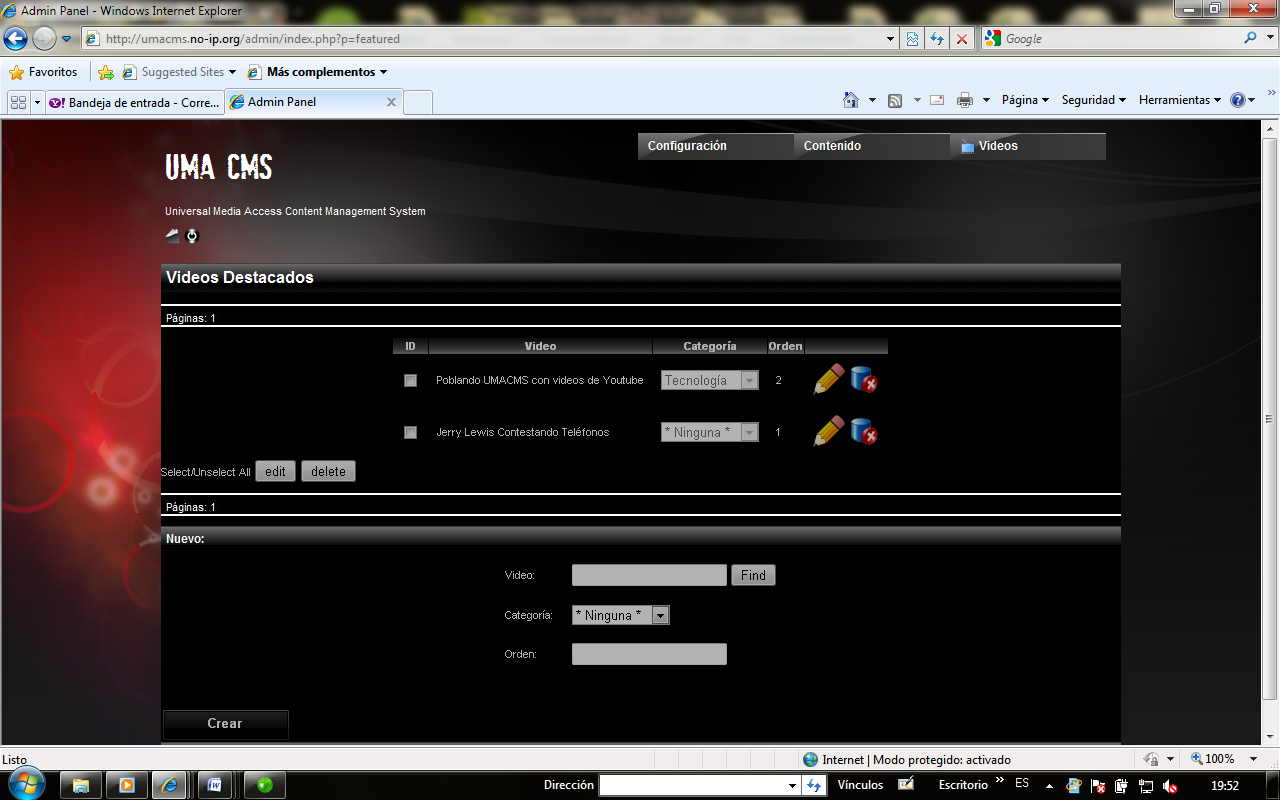 Admin Panel - Windows Internet Explorer
http://umacms.no-ip.org/admin/index.php?p=featured
Google
Favoritos
Suggested Sites
Más complementos
Bandeja de entrada - Corre...
Admin Panel
Página
Seguridad
Herramientas
UMA CMS
Configuración
Contenido
Videos
Universal Media Access Content Management System
Videos Destacados
Páginas: 1
ID Video Categoría Orden
Poblando UMACMS con videos de Youtube Tecnología 2
Jerry Lewis Contestando Teléfonos * Ninguna * 1
Select/Unselect All edit delete
Páginas: 1
Nuevo:
Video: Find
Categoría: * Ninguna *
Orden:
Crear
Listo
Internet | Modo protegido: activado
100%
Dirección
Vínculos
Escritorio
ES
19:52